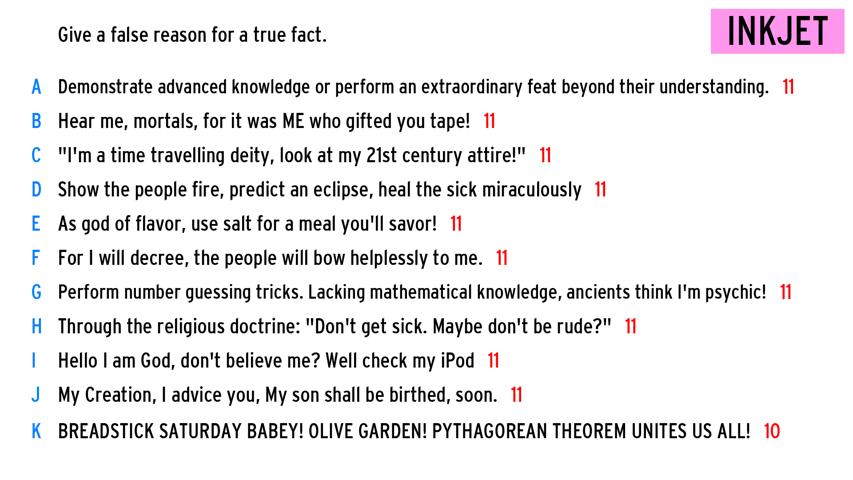 Give a false reason for a true fact.
INKJET
A Demonstrate advanced knowledge or perform an extraordinary feat beyond their understanding. 11
B Hear me, mortals, for it was ME who gifted you tape! 11
C "I'm a time travelling deity, look at my 21st century attire!" 11
D Show the people fire, predict an eclipse, heal the sick miraculously 11
E As god of flavor, use salt for a meal you'll savor! 11
F For I will decree, the people will bow helplessly to me. 11
G Perform number guessing tricks. Lacking mathematical knowledge, ancients think I'm psychic! 11
H Through the religious doctrine: "Don't get sick. Maybe don't be rude?" 11
I Hello I am God, don't believe me? Well check my iPod 11
J My Creation, I advice you, My son shall be birthed, soon. 11
K BREADSTICK SATURDAY BABEY! OLIVE GARDEN! PYTHAGOREAN THEOREM UNITES US ALL! 10